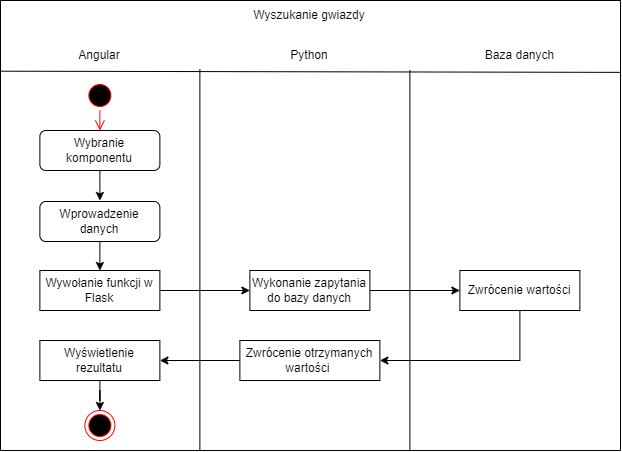 Wyszukanie gwiazdy
Angular
Python
Baza danych
Wybranie
komponentu
Wprowadzenie
danych
Wywołanie funkcji w
Flask
Wykonanie zapytania
do bazy danych
Zwrócenie wartości
Wyświetlenie
rezultatu
Zwrócenie otrzymanych
wartości